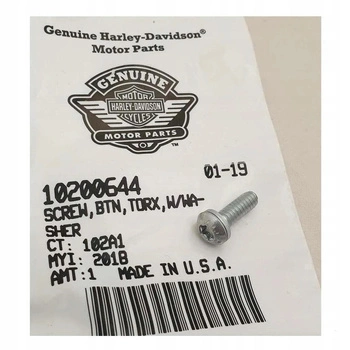 Genuine Harley-Davidson®
Motor Parts
GENUINE
MOTOR
HARLEY-DAVIDSON
CYCLES
MOTOR PARTS
01-19
10200644
SCREW,BTN,TORX,W/WA-
SHER
CT: 102A1
MYI: 201B
AMT:1 MADE IN U.S.A.